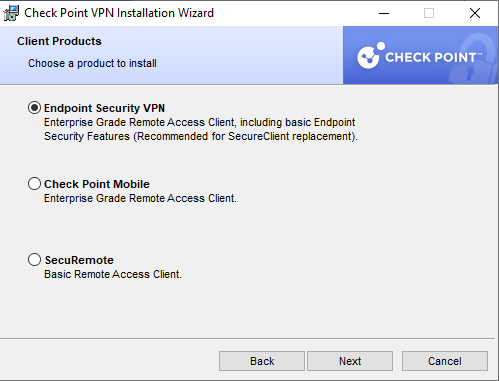 Check Point VPN Installation Wizard
Client Products
Choose a product to install
CHECK POINT™
Endpoint Security VPN
Enterprise Grade Remote Access Client, including basic Endpoint
Security Features (Recommended for SecureClient replacement).
Check Point Mobile
Enterprise Grade Remote Access Client.
SecuRemote
Basic Remote Access Client.
Back
Next
Cancel